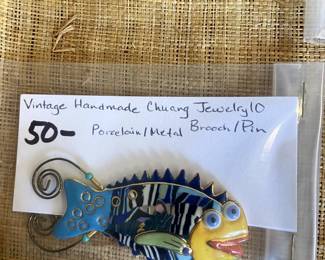 Vintage Handmade Chuang Jewelry10
50- Porcelain/Metal Brooch/Pin